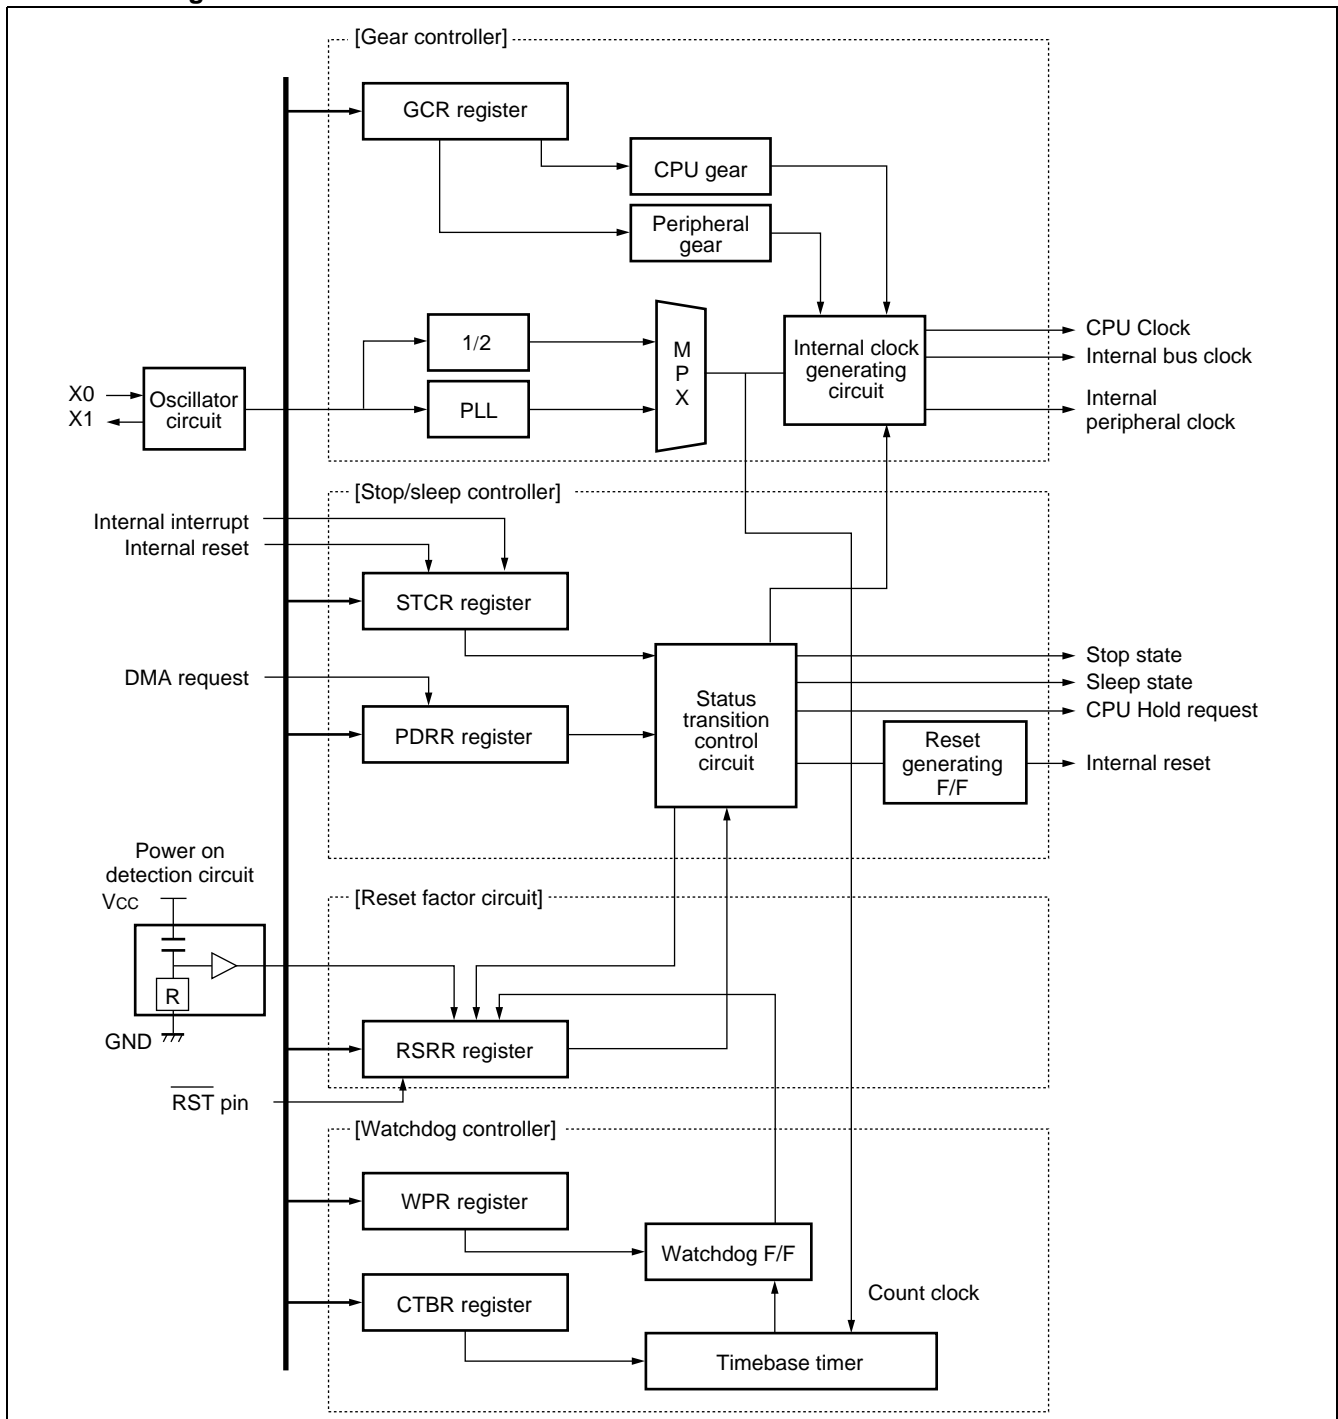 [Gear controller]
GCR register
CPU gear
Peripheral
gear
1/2
PLL
M
P
X
Internal clock
generating
circuit
CPU Clock
Internal bus clock
Internal
peripheral clock
X0
X1
Oscillator
circuit
[Stop/sleep controller]
Internal interrupt
Internal reset
STCR register
DMA request
PDRR register
Status
transition
control
circuit
Stop state
Sleep state
CPU Hold request
Reset
generating
F/F
Internal reset
Power on
detection circuit
VCC
R
GND
[Reset factor circuit]
RSRR register
RST pin
[Watchdog controller]
WPR register
Watchdog F/F
CTBR register
Count clock
Timebase timer